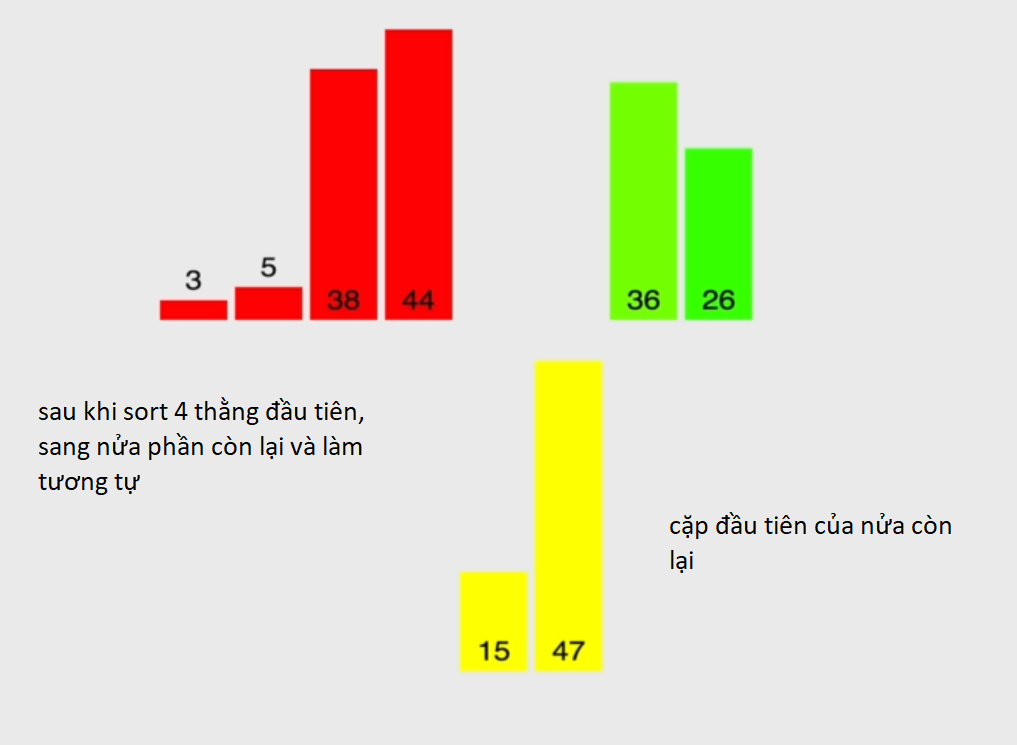 3
5
38
44
36
26
sau khi sort 4 thằng đầu tiên,
sang nửa phần còn lại và làm
tương tự
cặp đầu tiên của nửa còn
lại
15
47